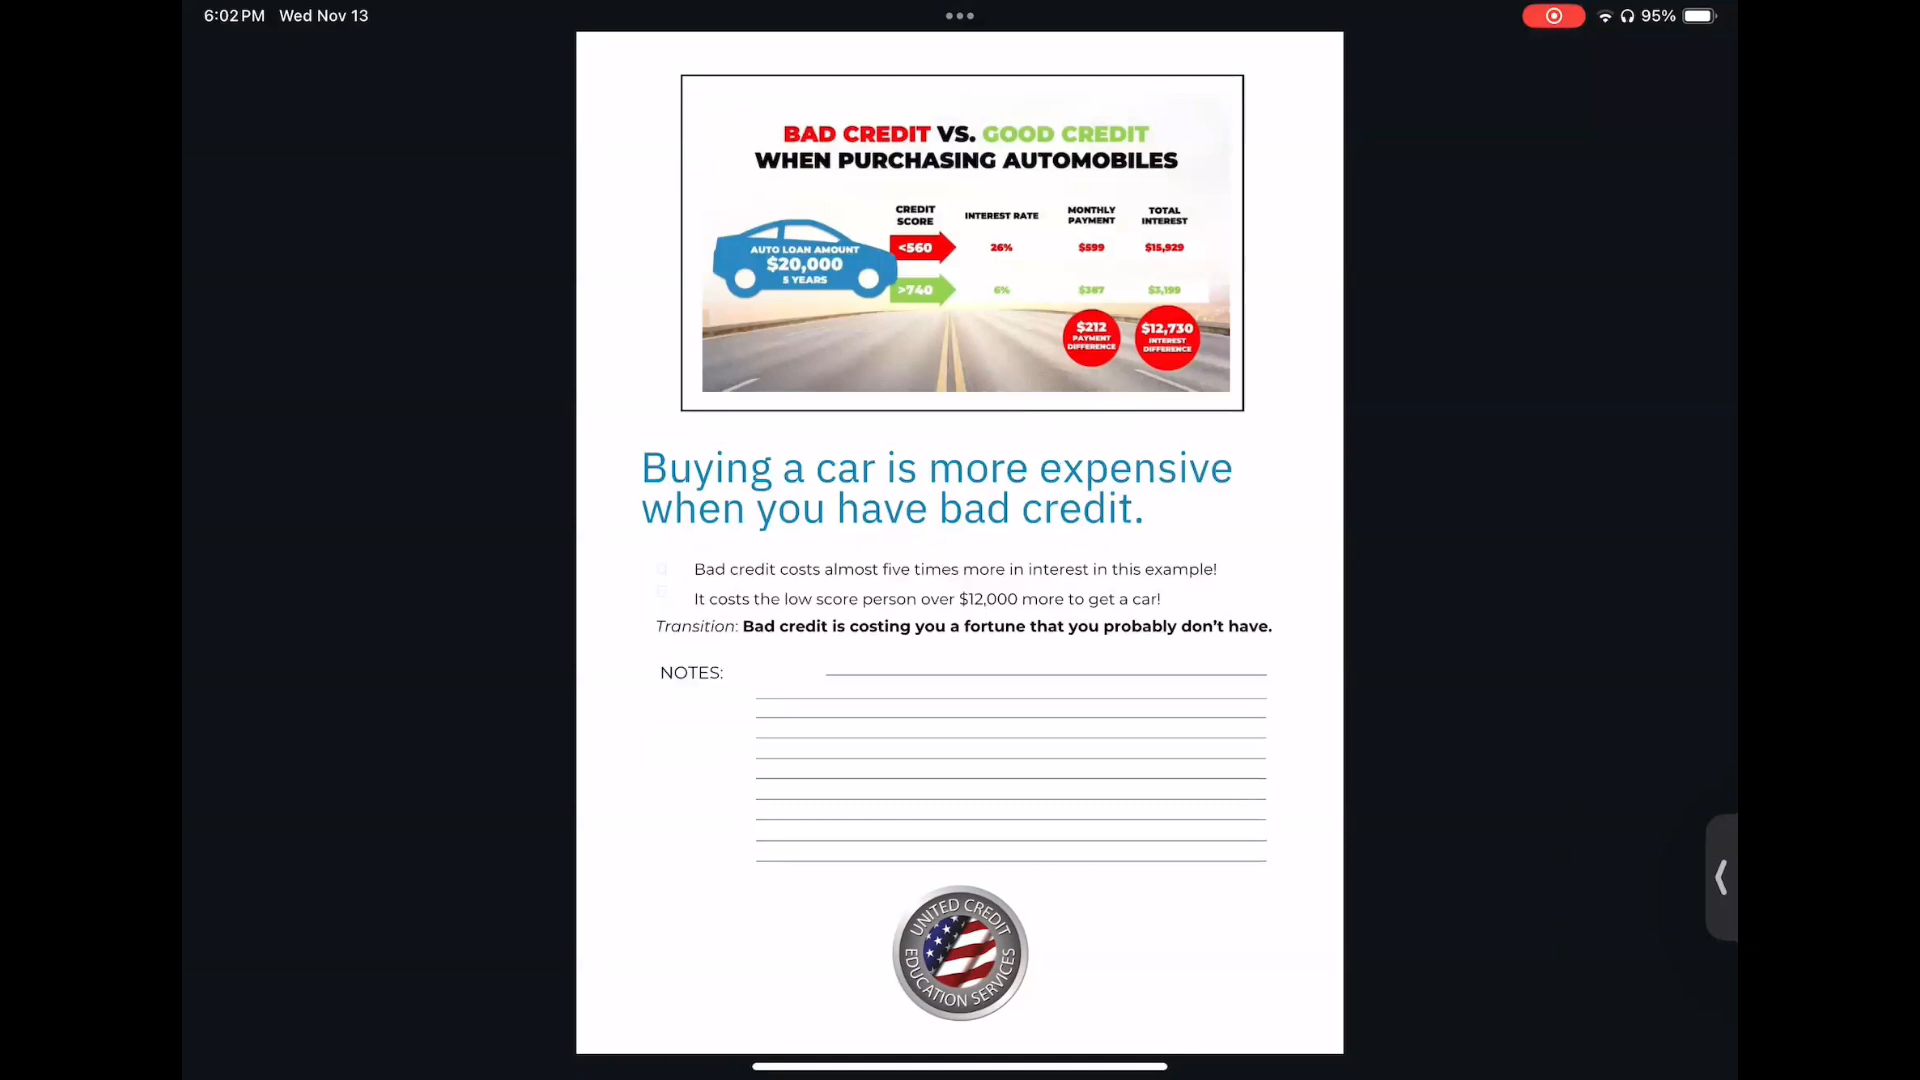 6:02 PM Wed Nov 13
95%
BAD CREDIT VS. GOOD CREDIT
WHEN PURCHASING AUTOMOBILES
CREDIT SCORE INTEREST RATE MONTHLY PAYMENT TOTAL INTEREST
AUTO LOAN AMOUNT
$20,000
5 YEARS
<560 26% $599 $15,929
>740 6% $387 $3,199
$212 PAYMENT DIFFERENCE
$12,730 INTEREST DIFFERENCE
Buying a car is more expensive
when you have bad credit.
Bad credit costs almost five times more in interest in this example!
It costs the low score person over $12,000 more to get a car!
Transition: Bad credit is costing you a fortune that you probably don’t have.
NOTES:
UNITED CREDIT
EDUCATION SERVICES